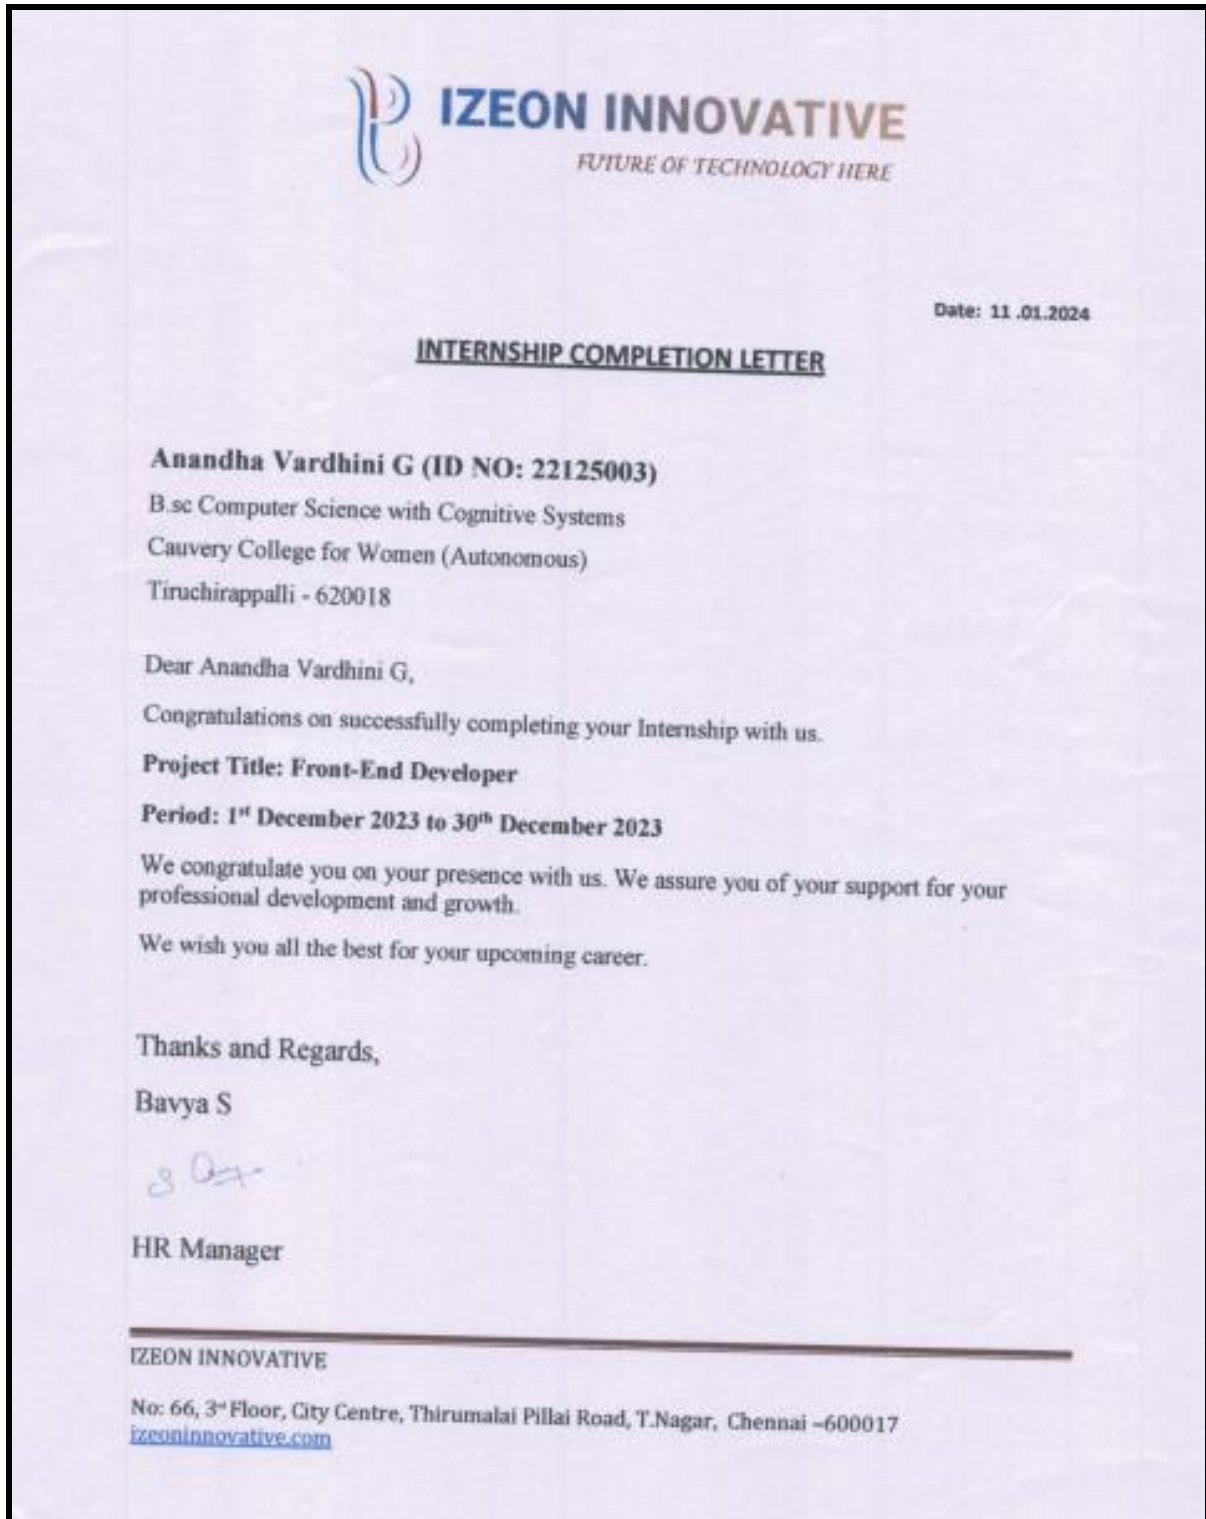 IZEON INNOVATIVE
FUTURE OF TECHNOLOGY HERE
Date: 11 .01.2024
INTERNSHIP COMPLETION LETTER
Anandha Vardhini G (ID NO: 22125003)
B.sc Computer Science with Cognitive Systems
Cauvery College for Women (Autonomous)
Tiruchirappalli - 620018
Dear Anandha Vardhini G,
Congratulations on successfully completing your Internship with us.
Project Title: Front-End Developer
Period: 1st December 2023 to 30th December 2023
We congratulate you on your presence with us. We assure you of your support for your
professional development and growth.
We wish you all the best for your upcoming career.
Thanks and Regards,
Bavya S
HR Manager
IZEON INNOVATIVE
No: 66, 3rd Floor, City Centre, Thirumalai Pillai Road, T.Nagar, Chennai –600017
izeoninnovative.com